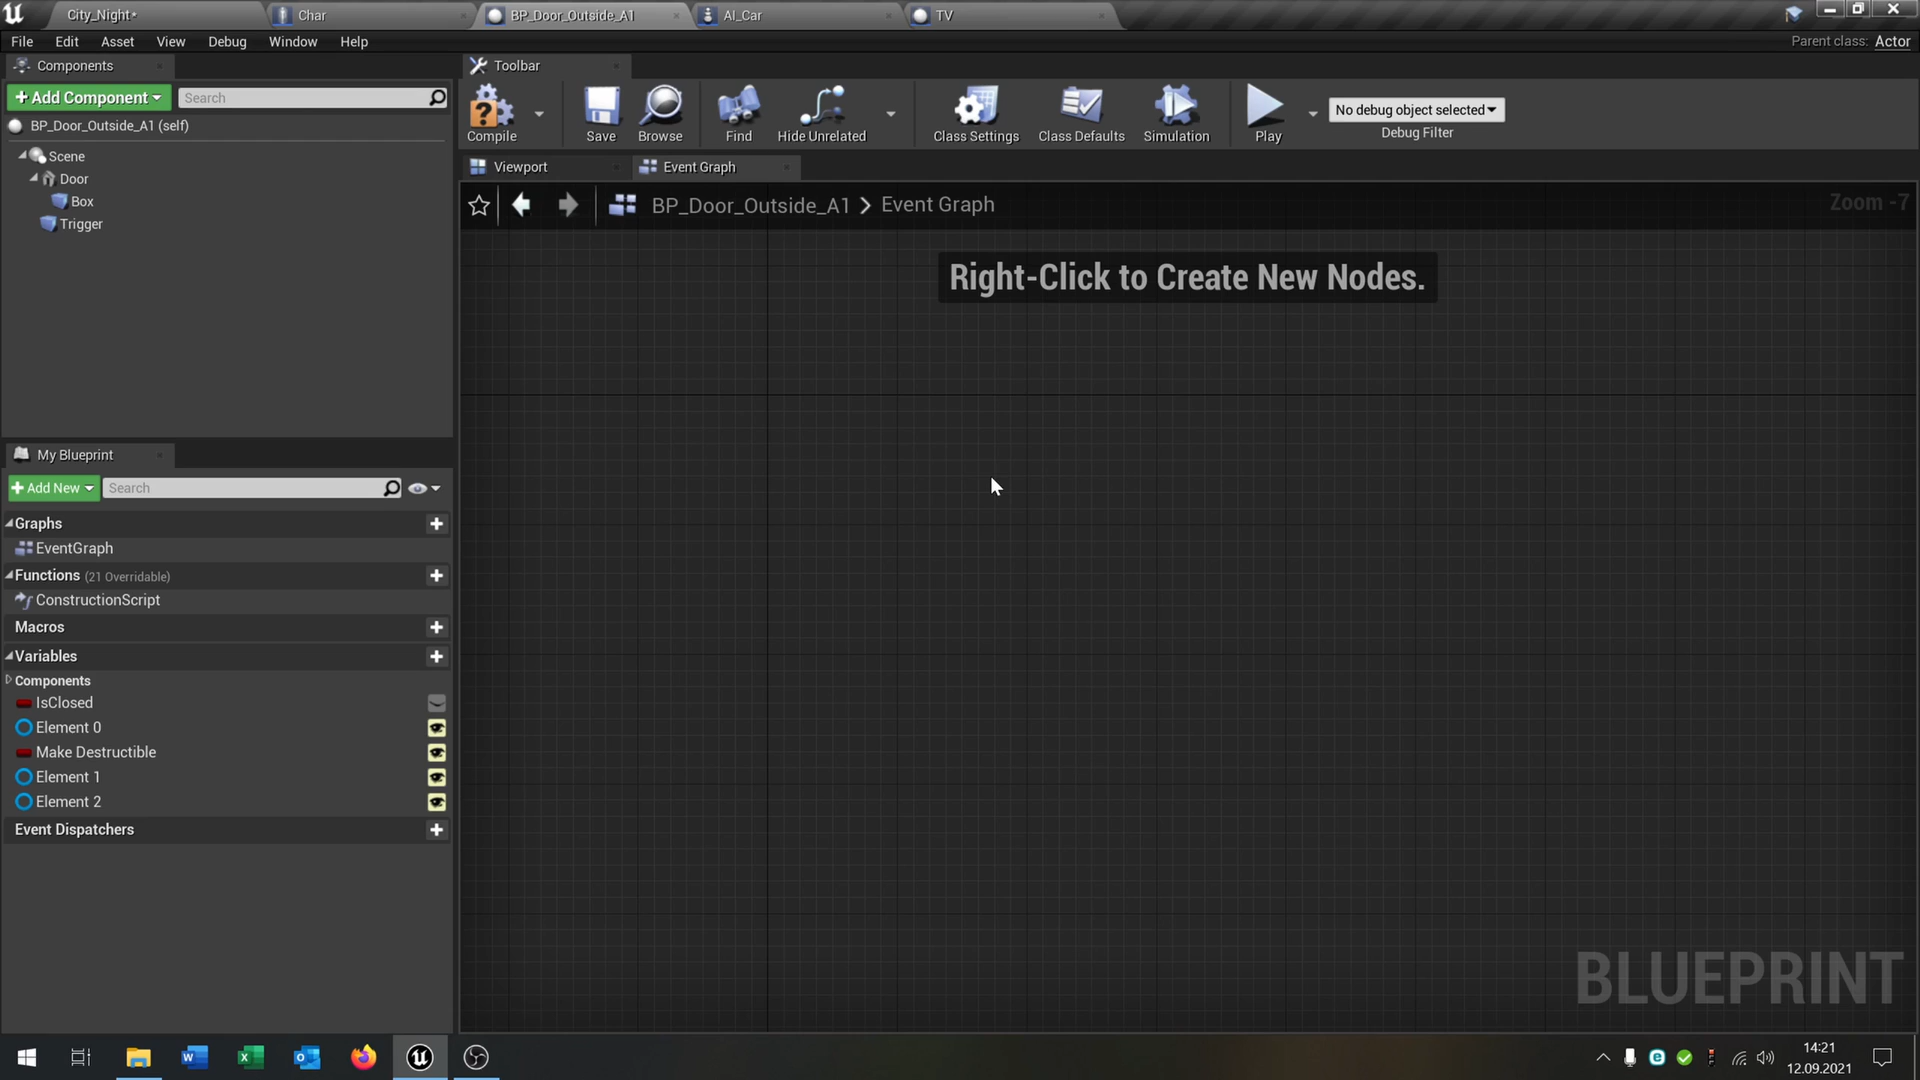 City_Night*
Char
BP_Door_Outside_A1
AI_Car
TV
File
Edit
Asset
View
Debug
Window
Help
Parent class: Actor
Components
Toolbar
+ Add Component
Search
Compile
Save
Browse
Find
Hide Unrelated
Class Settings
Class Defaults
Simulation
Play
No debug object selected
Debug Filter
BP_Door_Outside_A1 (self)
Scene
Door
Box
Trigger
Viewport
Event Graph
BP_Door_Outside_A1 > Event Graph
Zoom -7
Right-Click to Create New Nodes.
My Blueprint
+ Add New
Search
Graphs
EventGraph
Functions (21 Overridable)
ConstructionScript
Macros
Variables
Components
IsClosed
Element 0
Make Destructible
Element 1
Element 2
Event Dispatchers
BLUEPRINT
14:21
12.09.2021